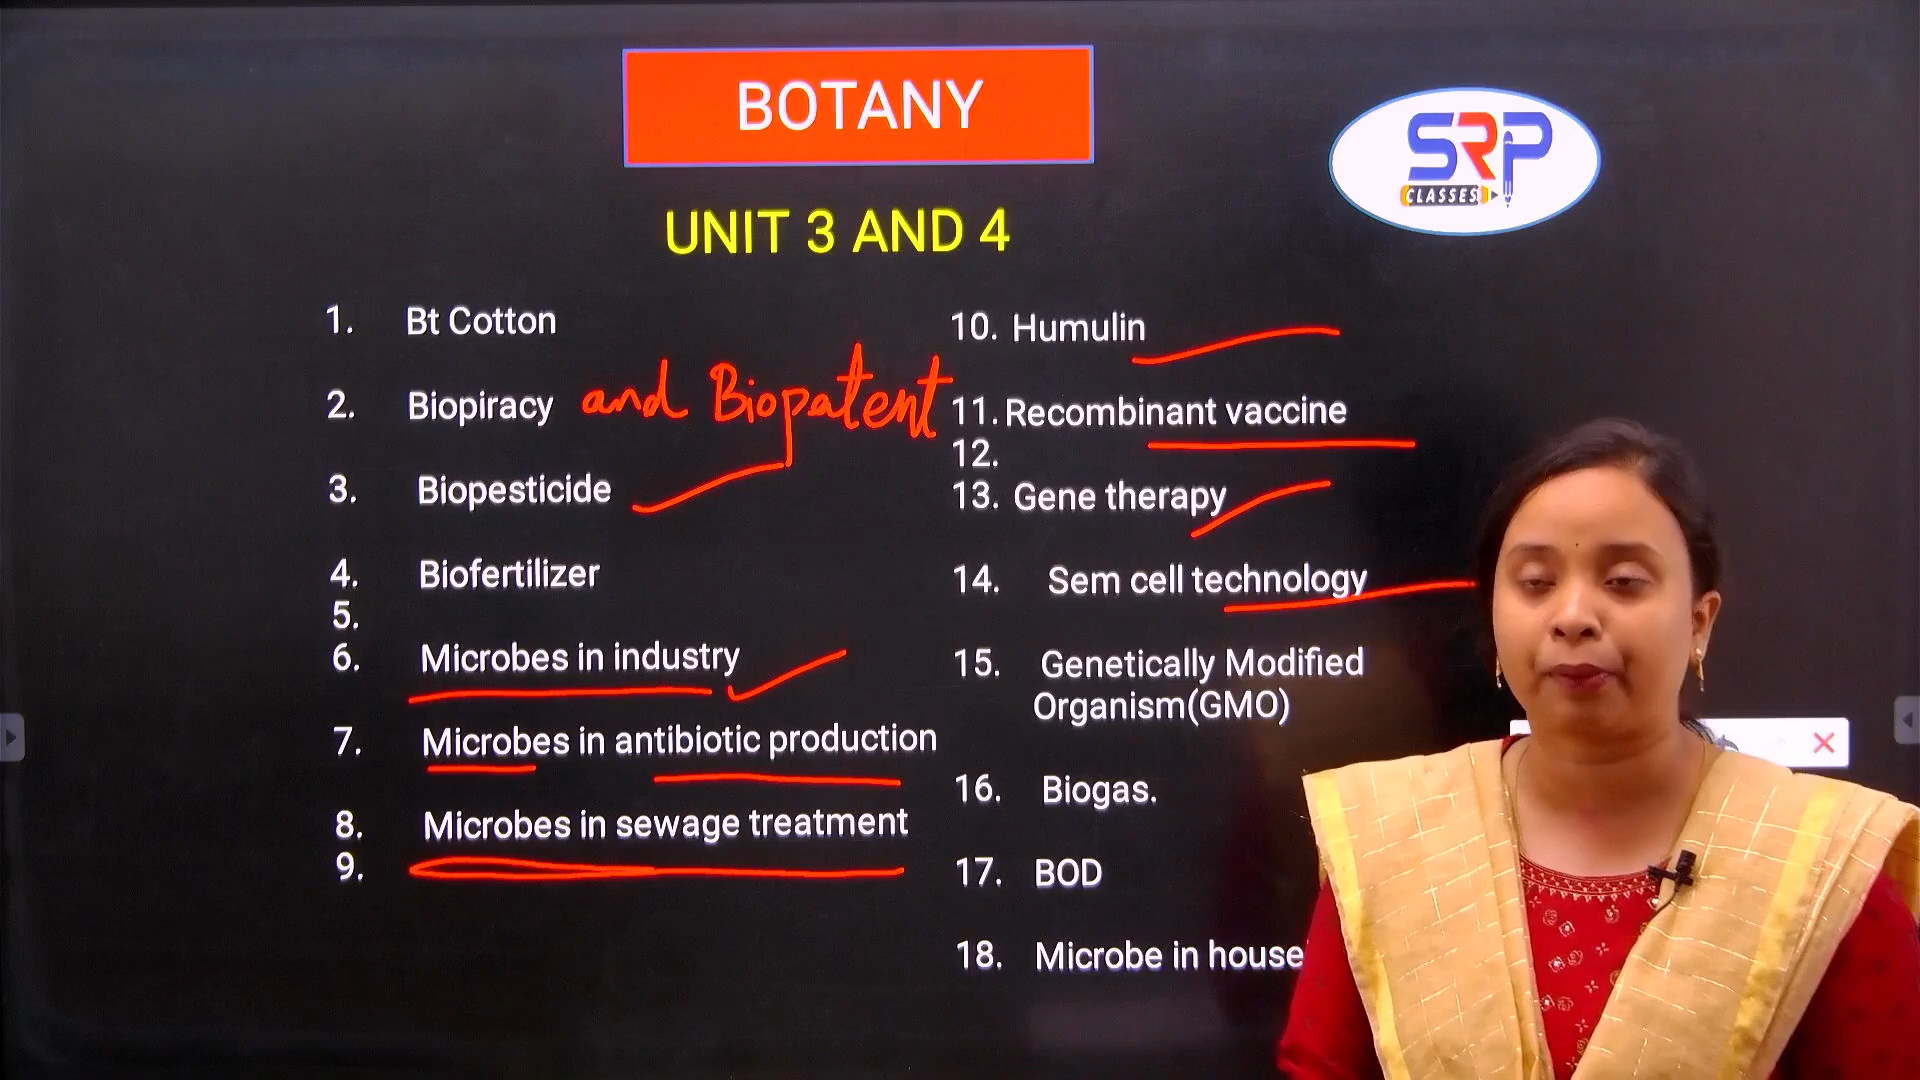 BOTANY
SRP
CLASSES
UNIT 3 AND 4
1. Bt Cotton
2. Biopiracy and Biopatent
3. Biopesticide
4. Biofertilizer
5.
6. Microbes in industry
7. Microbes in antibiotic production
8. Microbes in sewage treatment
9.
10. Humulin
11. Recombinant vaccine
12.
13. Gene therapy
14. Sem cell technology
15. Genetically Modified
Organism(GMO)
16. Biogas.
17. BOD
18. Microbe in house